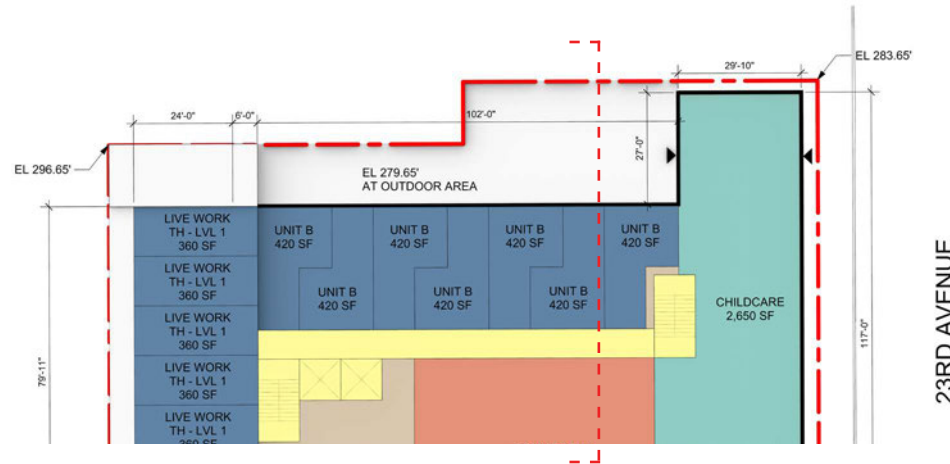 EL 283.65'
29'-10"
24'-0"
6'-0"
102'-0"
27'-0"
EL 296.65'
EL 279.65'
AT OUTDOOR AREA
LIVE WORK
TH - LVL 1
360 SF
UNIT B
420 SF
UNIT B
420 SF
UNIT B
420 SF
UNIT B
420 SF
LIVE WORK
TH - LVL 1
360 SF
UNIT B
420 SF
UNIT B
420 SF
UNIT B
420 SF
CHILDCARE
2,650 SF
LIVE WORK
TH - LVL 1
360 SF
LIVE WORK
TH - LVL 1
360 SF
LIVE WORK
TH - LVL 1
360 SF
79'-11"
117'-0"
23RD AVENUE